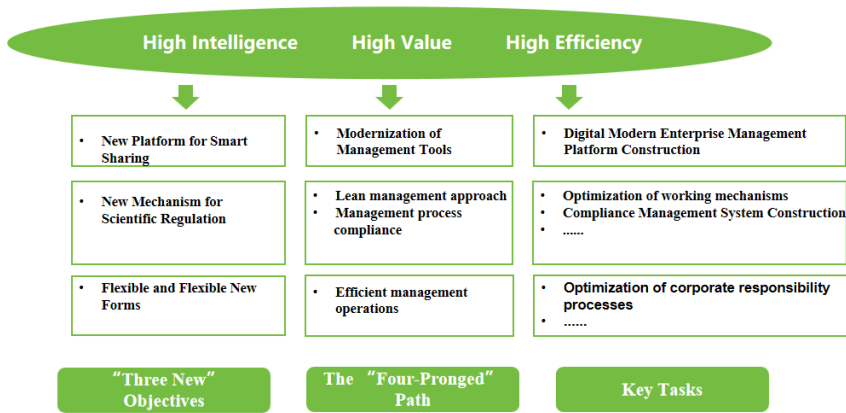 High Intelligence High Value High Efficiency
• New Platform for Smart
Sharing
• Modernization of
Management Tools
• Digital Modern Enterprise Management
Platform Construction
• New Mechanism for
Scientific Regulation
• Lean management approach
• Management process
compliance
• Optimization of working mechanisms
• Compliance Management System Construction
• ......
• Flexible and Flexible New
Forms
• Efficient management
operations
• Optimization of corporate responsibility
processes
• ......
“Three New”
Objectives
The “Four-Pronged”
Path
Key Tasks